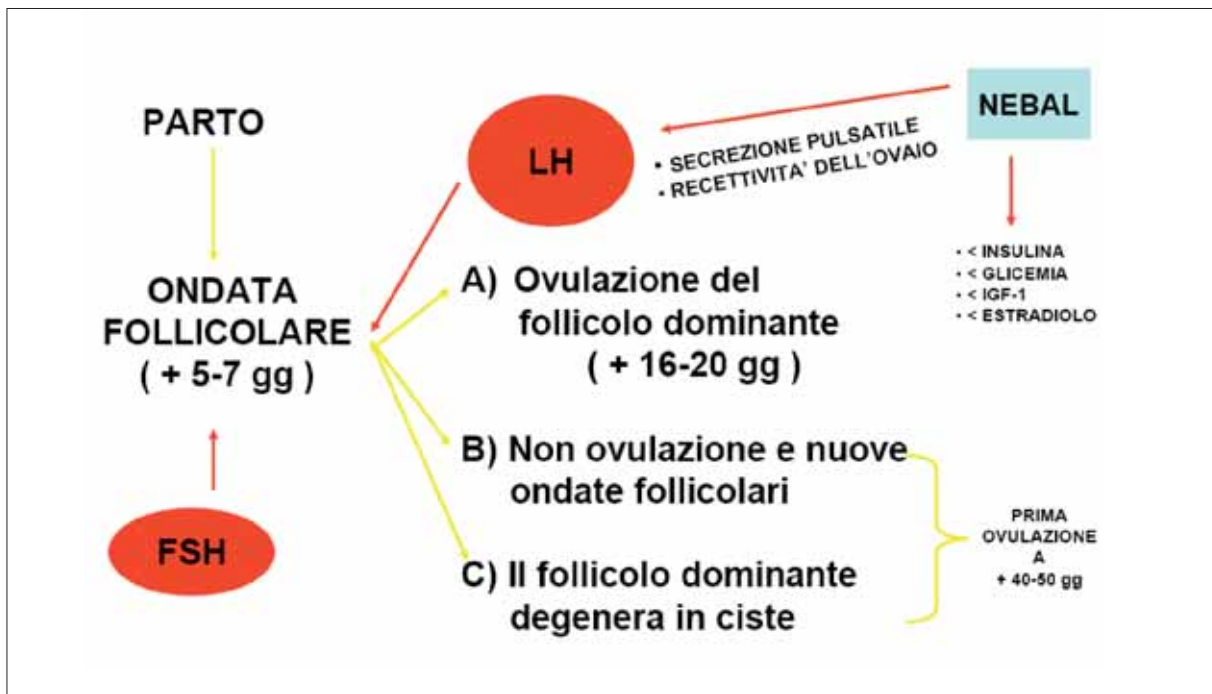 PARTO
LH
NEBAL
• SECREZIONE PULSATILE
• RECETTIVITA' DELL'OVAIO
• < INSULINA
• < GLICEMIA
• < IGF-1
• < ESTRADIOLO
ONDATA
FOLLICOLARE
( + 5-7 gg )
FSH
A) Ovulazione del
follicolo dominante
( + 16-20 gg )
B) Non ovulazione e nuove
ondate follicolari
C) Il follicolo dominante
degenera in ciste
PRIMA
OVULAZIONE
A
+ 40-50 gg